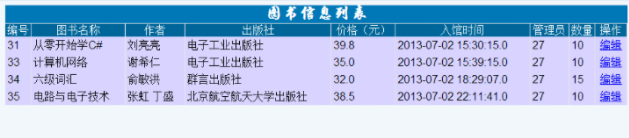 图书信息列表
编号 图书名称 作者 出版社 价格（元） 入馆时间 管理员 数量 操作
31 从零开始学C# 刘亮亮 电子工业出版社 39.8 2013-07-02 15:30:15.0 27 10 编辑
33 计算机网络 谢希仁 电子工业出版社 35.0 2013-07-02 15:39:15.0 27 10 编辑
34 六级词汇 俞敏洪 群言出版社 32.0 2013-07-02 18:29:07.0 27 15 编辑
35 电路与电子技术 张虹 丁盛 北京航空航天大学出版社 38.5 2013-07-02 22:11:41.0 27 10 编辑